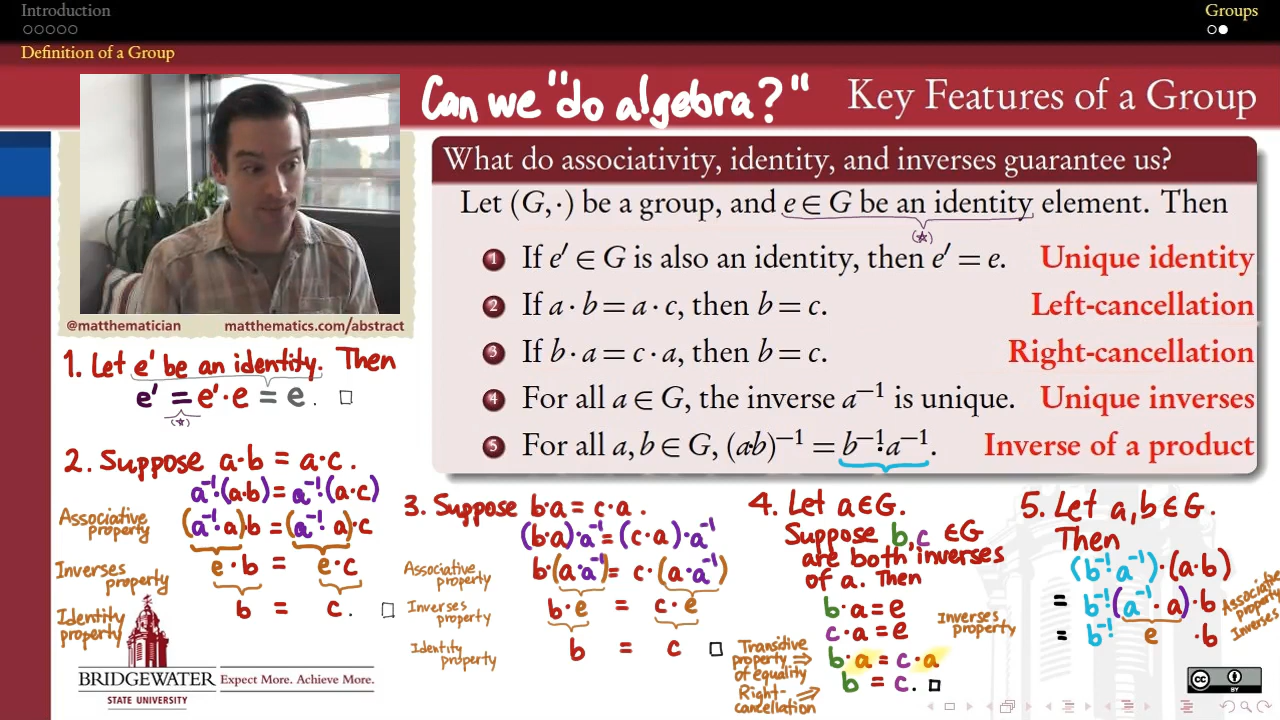 Introduction
Groups
Definition of a Group
Can we "do algebra?"
Key Features of a Group
What do associativity, identity, and inverses guarantee us?
Let (G, ·) be a group, and e ∈ G be an identity element. Then
(☆)
1 If e′ ∈ G is also an identity, then e′ = e. Unique identity
2 If a · b = a · c, then b = c. Left-cancellation
3 If b · a = c · a, then b = c. Right-cancellation
4 For all a ∈ G, the inverse a⁻¹ is unique. Unique inverses
5 For all a, b ∈ G, (a·b)⁻¹ = b⁻¹·a⁻¹. Inverse of a product
@matthematician matthematics.com/abstract
1. Let e' be an identity. Then
e' = e'·e = e. □
(☆)
2. Suppose a·b = a·c.
a⁻¹·(a·b) = a⁻¹·(a·c)
Associative property
(a⁻¹·a)·b = (a⁻¹·a)·c
Inverses property
e·b = e·c
Identity property
b = c. □
3. Suppose b·a = c·a.
(b·a)·a⁻¹ = (c·a)·a⁻¹
Associative property
b·(a·a⁻¹) = c·(a·a⁻¹)
Inverses property
b·e = c·e
Identity property
b = c □
4. Let a∈G.
Suppose b,c ∈G
are both inverses
of a. Then
b·a = e
c·a = e
Inverses property
Transitive property of equality ⇒
b·a = c·a
Right-cancellation ⇒
b = c. □
5. Let a,b ∈ G.
Then
(b⁻¹·a⁻¹)·(a·b)
= b⁻¹·(a⁻¹·a)·b
Associative property
= b⁻¹· e ·b
Inverses
BRIDGEWATER
STATE UNIVERSITY
Expect More. Achieve More.
cc BY